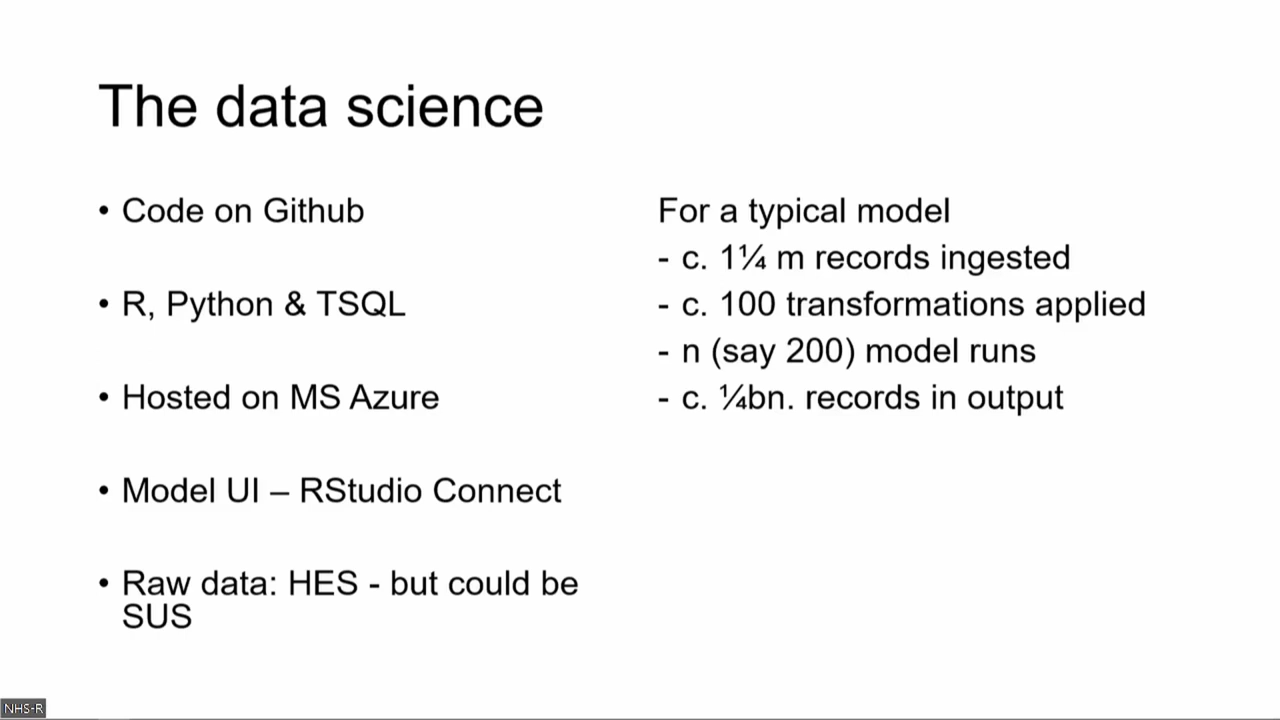 The data science
• Code on Github
• R, Python & TSQL
• Hosted on MS Azure
• Model UI – RStudio Connect
• Raw data: HES - but could be
SUS
For a typical model
- c. 1¼ m records ingested
- c. 100 transformations applied
- n (say 200) model runs
- c. ¼bn. records in output
NHS-R